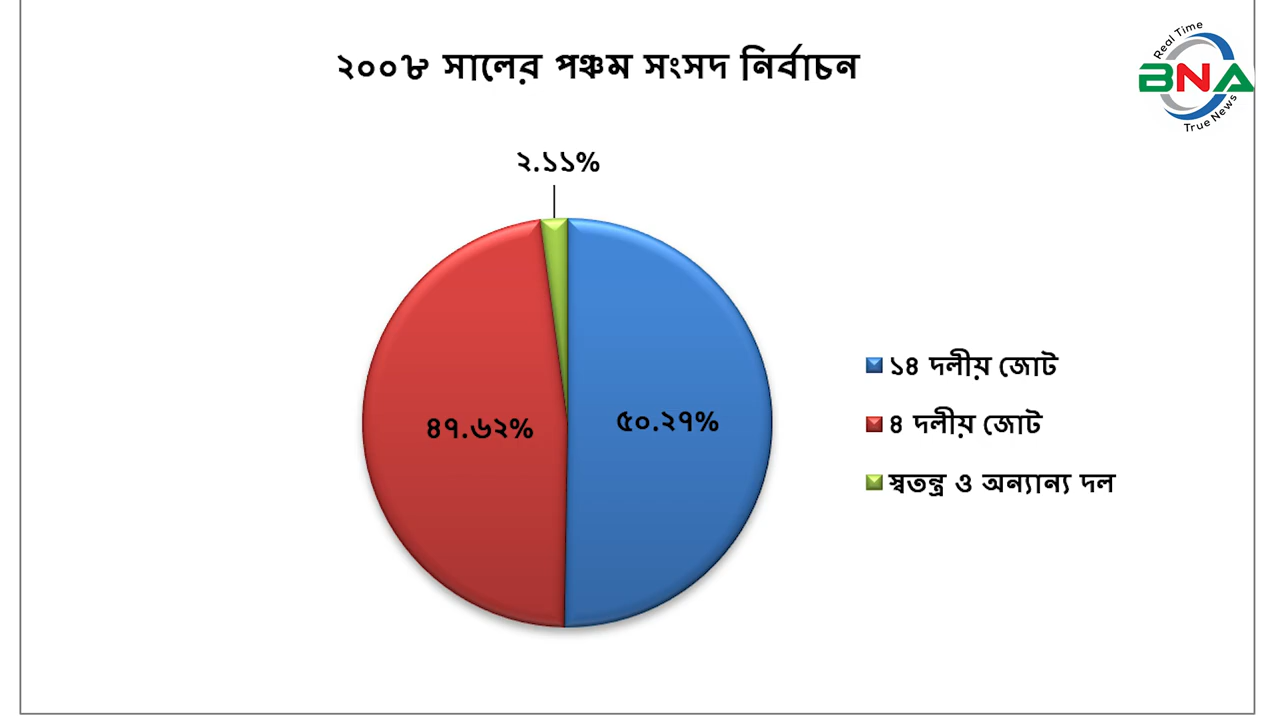 ২০০৮ সালের পঞ্চম সংসদ নির্বাচন
Real Time
BNA
True News
২.১১%
৪৭.৬২%
৫০.২৭%
১৪ দলীয় জোট
৪ দলীয় জোট
স্বতন্ত্র ও অন্যান্য দল